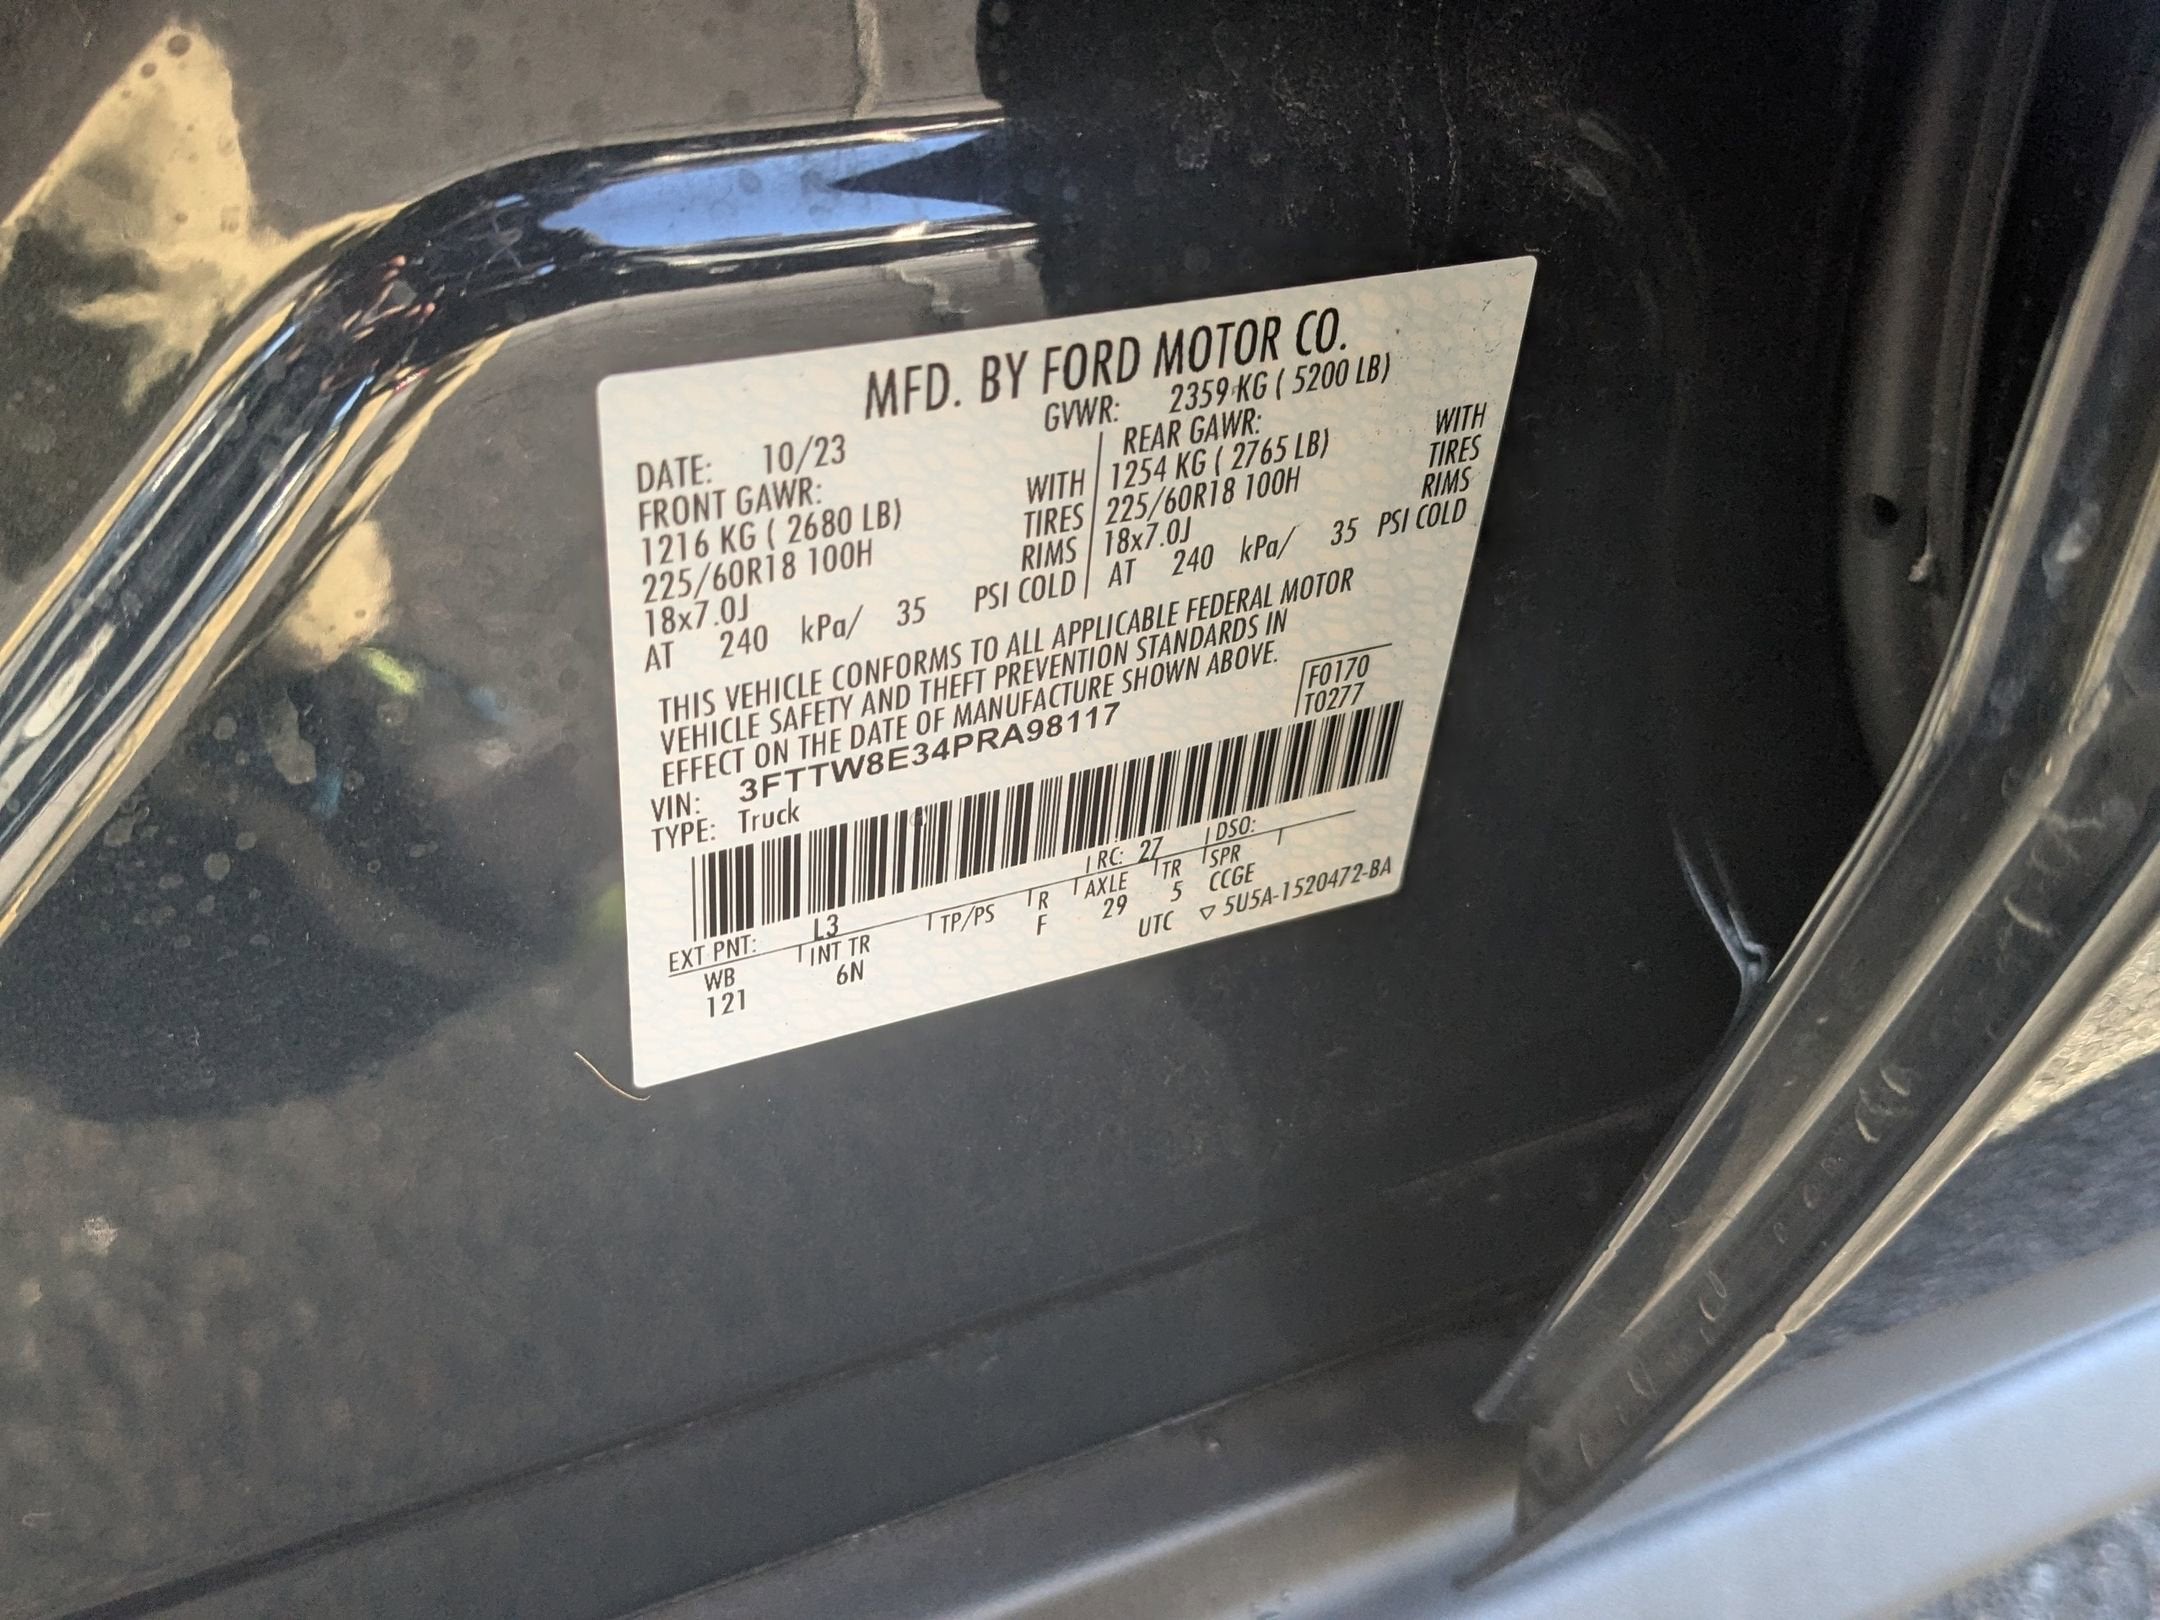 MFD. BY FORD MOTOR CO.
DATE: 10/23 GVWR: 2359 KG ( 5200 LB)
FRONT GAWR: REAR GAWR:
1216 KG ( 2680 LB) WITH 1254 KG ( 2765 LB) WITH
225/60R18 100H TIRES 225/60R18 100H TIRES
18x7.0J RIMS 18x7.0J RIMS
AT 240 kPa/ 35 PSI COLD AT 240 kPa/ 35 PSI COLD
THIS VEHICLE CONFORMS TO ALL APPLICABLE FEDERAL MOTOR
VEHICLE SAFETY AND THEFT PREVENTION STANDARDS IN
EFFECT ON THE DATE OF MANUFACTURE SHOWN ABOVE.
VIN: 3FTTW8E34PRA98117 F0170
TYPE: Truck T0277
EXT PNT: L3 RC: 27 DSO:
WB INT TR TP/PS R AXLE TR SPR
121 6N F 29 5 CCGE
UTC ▽ 5U5A-1520472-BA